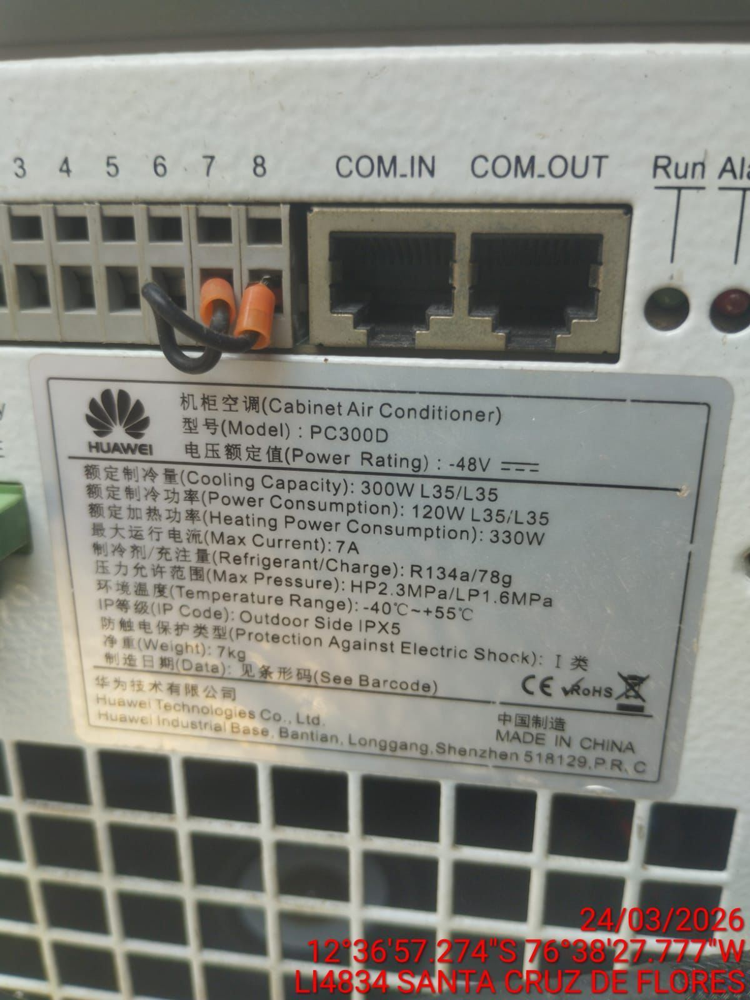 3 4 5 6 7 8 COM_IN COM_OUT Run
机柜空调(Cabinet Air Conditioner)
型号(Model) : PC300D
HUAWEI
电压额定值(Power Rating) : -48V
额定制冷量(Cooling Capacity): 300W L35/L35
额定制冷功率(Power Consumption): 120W L35/L35
额定加热功率(Heating Power Consumption): 330W
最大运行电流(Max Current): 7A
制冷剂/充注量(Refrigerant/Charge): R134a/78g
压力允许范围(Max Pressure): HP2.3MPa/LP1.6MPa
环境温度(Temperature Range): -40℃~+55℃
IP等级(IP Code): Outdoor Side IPX5
防触电保护类型(Protection Against Electric Shock): I 类
净重(Weight): 7kg
制造日期(Data): 见条形码(See Barcode)
CE RoHS
华为技术有限公司
Huawei Technologies Co., Ltd.
中国制造
MADE IN CHINA
Huawei Industrial Base, Bantian, Longgang, Shenzhen 518129, P.R. C
24/03/2026
12°36'57.274"S 76°38'27.777"W
LI4834 SANTA CRUZ DE FLORES